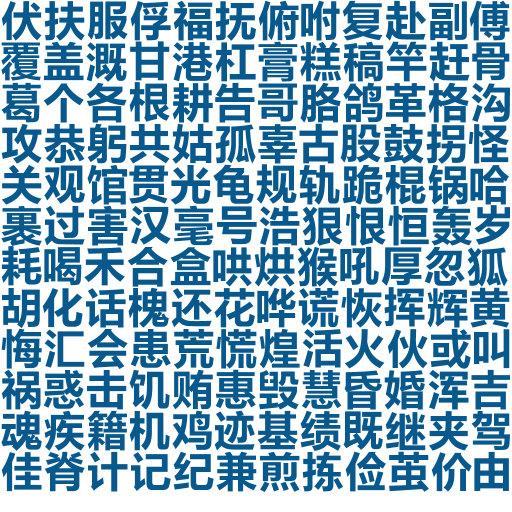 伏扶服俘福抚俯咐复赴副傅
覆盖溉甘港杠膏糕稿竿赶骨
葛个各根耕告哥胳鸽革格沟
攻恭躬共姑孤辜古股鼓拐怪
关观馆贯光龟规轨跪棍锅哈
裹过害汉毫号浩狠恨恒轰岁
耗喝禾合盒哄烘猴吼厚忽狐
胡化话槐还花哗谎恢挥辉黄
悔汇会患荒慌煌活火伙或叫
祸惑击饥贿惠毁慧昏婚浑吉
魂疾籍机鸡迹基绩既继夹驾
佳脊计记纪兼煎拣俭茧价由